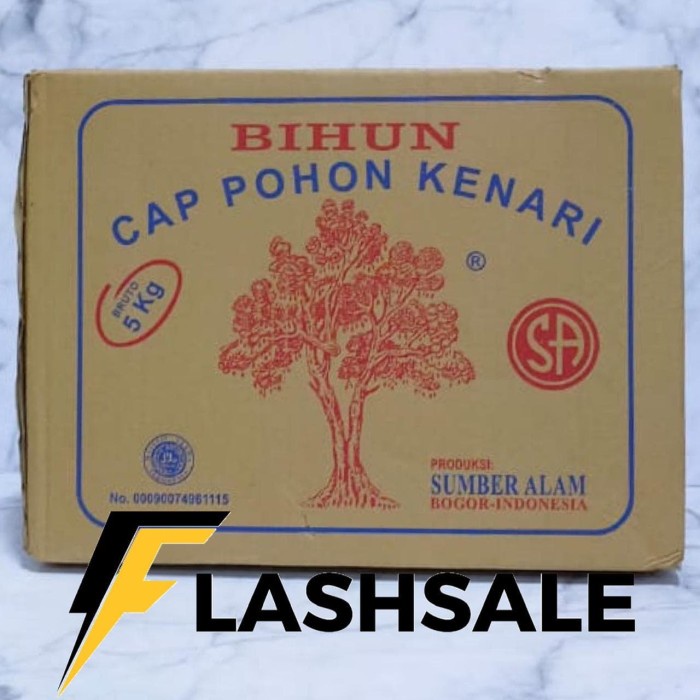 BIHUN
CAP POHON KENARI
®
BRUTO
5 Kg
SA
No. 00090074961115
PRODUKSI:
SUMBER ALAM
BOGOR-INDONESIA
FLASHSALE